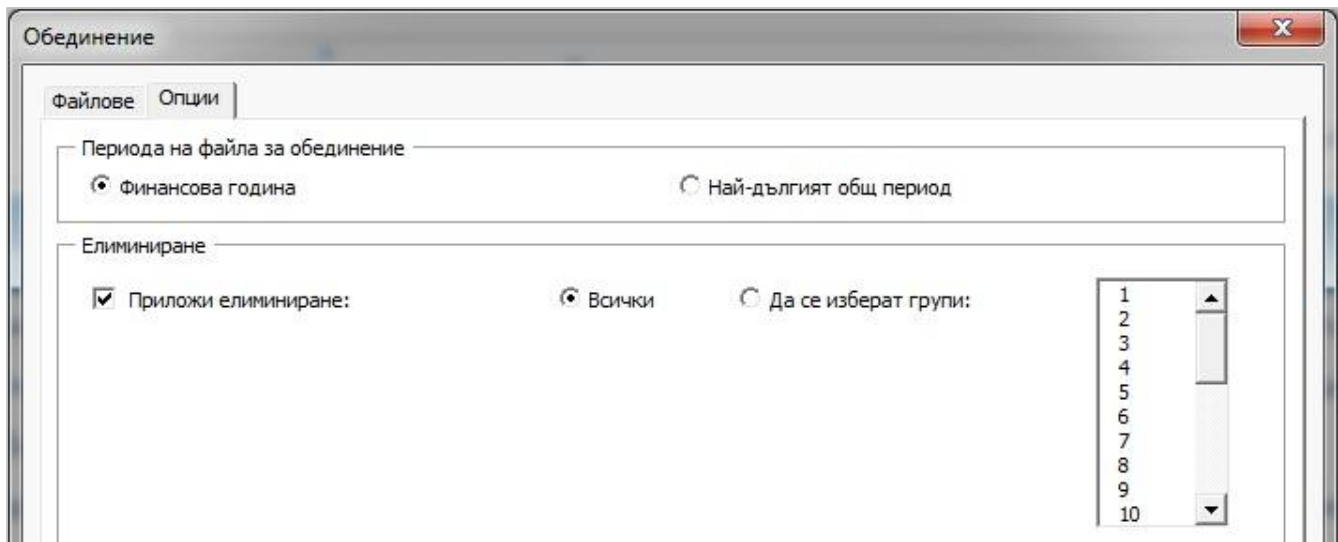 Обединение
Файлове Опции
Периода на файла за обединение
Финансова година Най-дългият общ период
Елиминиране
Приложи елиминиране: Всички Да се изберат групи:
1
2
3
4
5
6
7
8
9
10